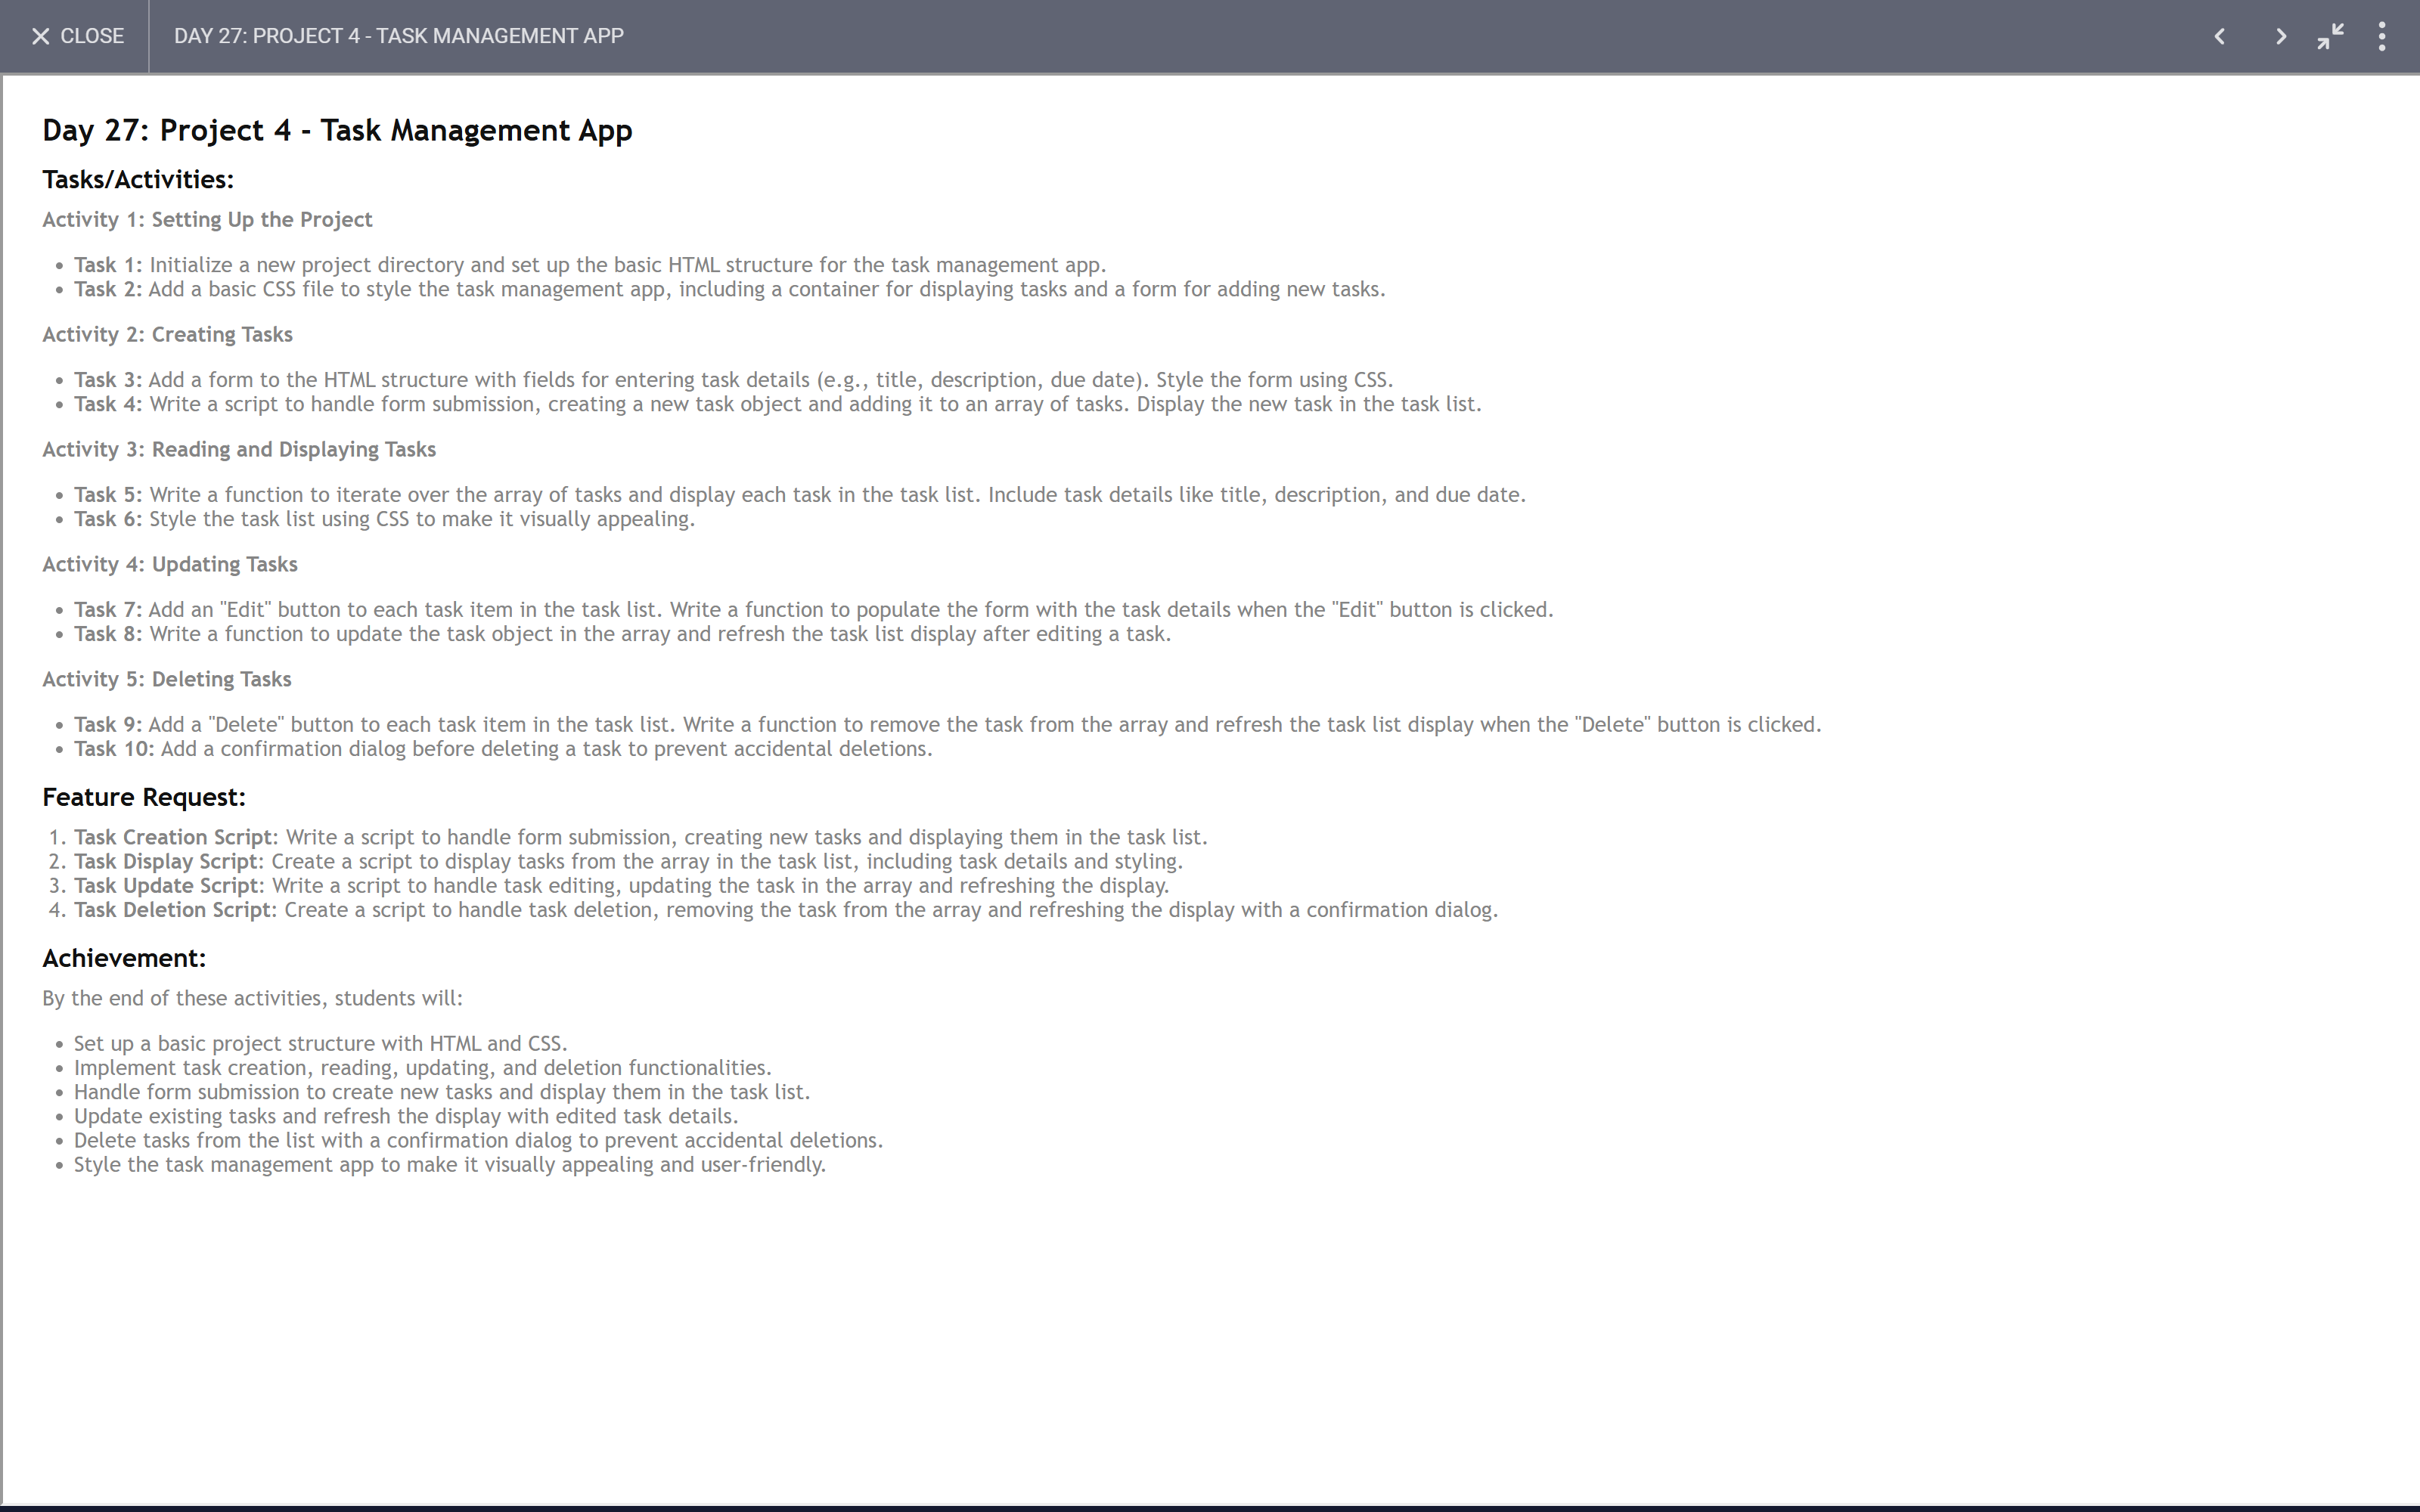 CLOSE
DAY 27: PROJECT 4 - TASK MANAGEMENT APP
Day 27: Project 4 - Task Management App
Tasks/Activities:
Activity 1: Setting Up the Project
• Task 1: Initialize a new project directory and set up the basic HTML structure for the task management app.
• Task 2: Add a basic CSS file to style the task management app, including a container for displaying tasks and a form for adding new tasks.
Activity 2: Creating Tasks
• Task 3: Add a form to the HTML structure with fields for entering task details (e.g., title, description, due date). Style the form using CSS.
• Task 4: Write a script to handle form submission, creating a new task object and adding it to an array of tasks. Display the new task in the task list.
Activity 3: Reading and Displaying Tasks
• Task 5: Write a function to iterate over the array of tasks and display each task in the task list. Include task details like title, description, and due date.
• Task 6: Style the task list using CSS to make it visually appealing.
Activity 4: Updating Tasks
• Task 7: Add an "Edit" button to each task item in the task list. Write a function to populate the form with the task details when the "Edit" button is clicked.
• Task 8: Write a function to update the task object in the array and refresh the task list display after editing a task.
Activity 5: Deleting Tasks
• Task 9: Add a "Delete" button to each task item in the task list. Write a function to remove the task from the array and refresh the task list display when the "Delete" button is clicked.
• Task 10: Add a confirmation dialog before deleting a task to prevent accidental deletions.
Feature Request:
1. Task Creation Script: Write a script to handle form submission, creating new tasks and displaying them in the task list.
2. Task Display Script: Create a script to display tasks from the array in the task list, including task details and styling.
3. Task Update Script: Write a script to handle task editing, updating the task in the array and refreshing the display.
4. Task Deletion Script: Create a script to handle task deletion, removing the task from the array and refreshing the display with a confirmation dialog.
Achievement:
By the end of these activities, students will:
• Set up a basic project structure with HTML and CSS.
• Implement task creation, reading, updating, and deletion functionalities.
• Handle form submission to create new tasks and display them in the task list.
• Update existing tasks and refresh the display with edited task details.
• Delete tasks from the list with a confirmation dialog to prevent accidental deletions.
• Style the task management app to make it visually appealing and user-friendly.